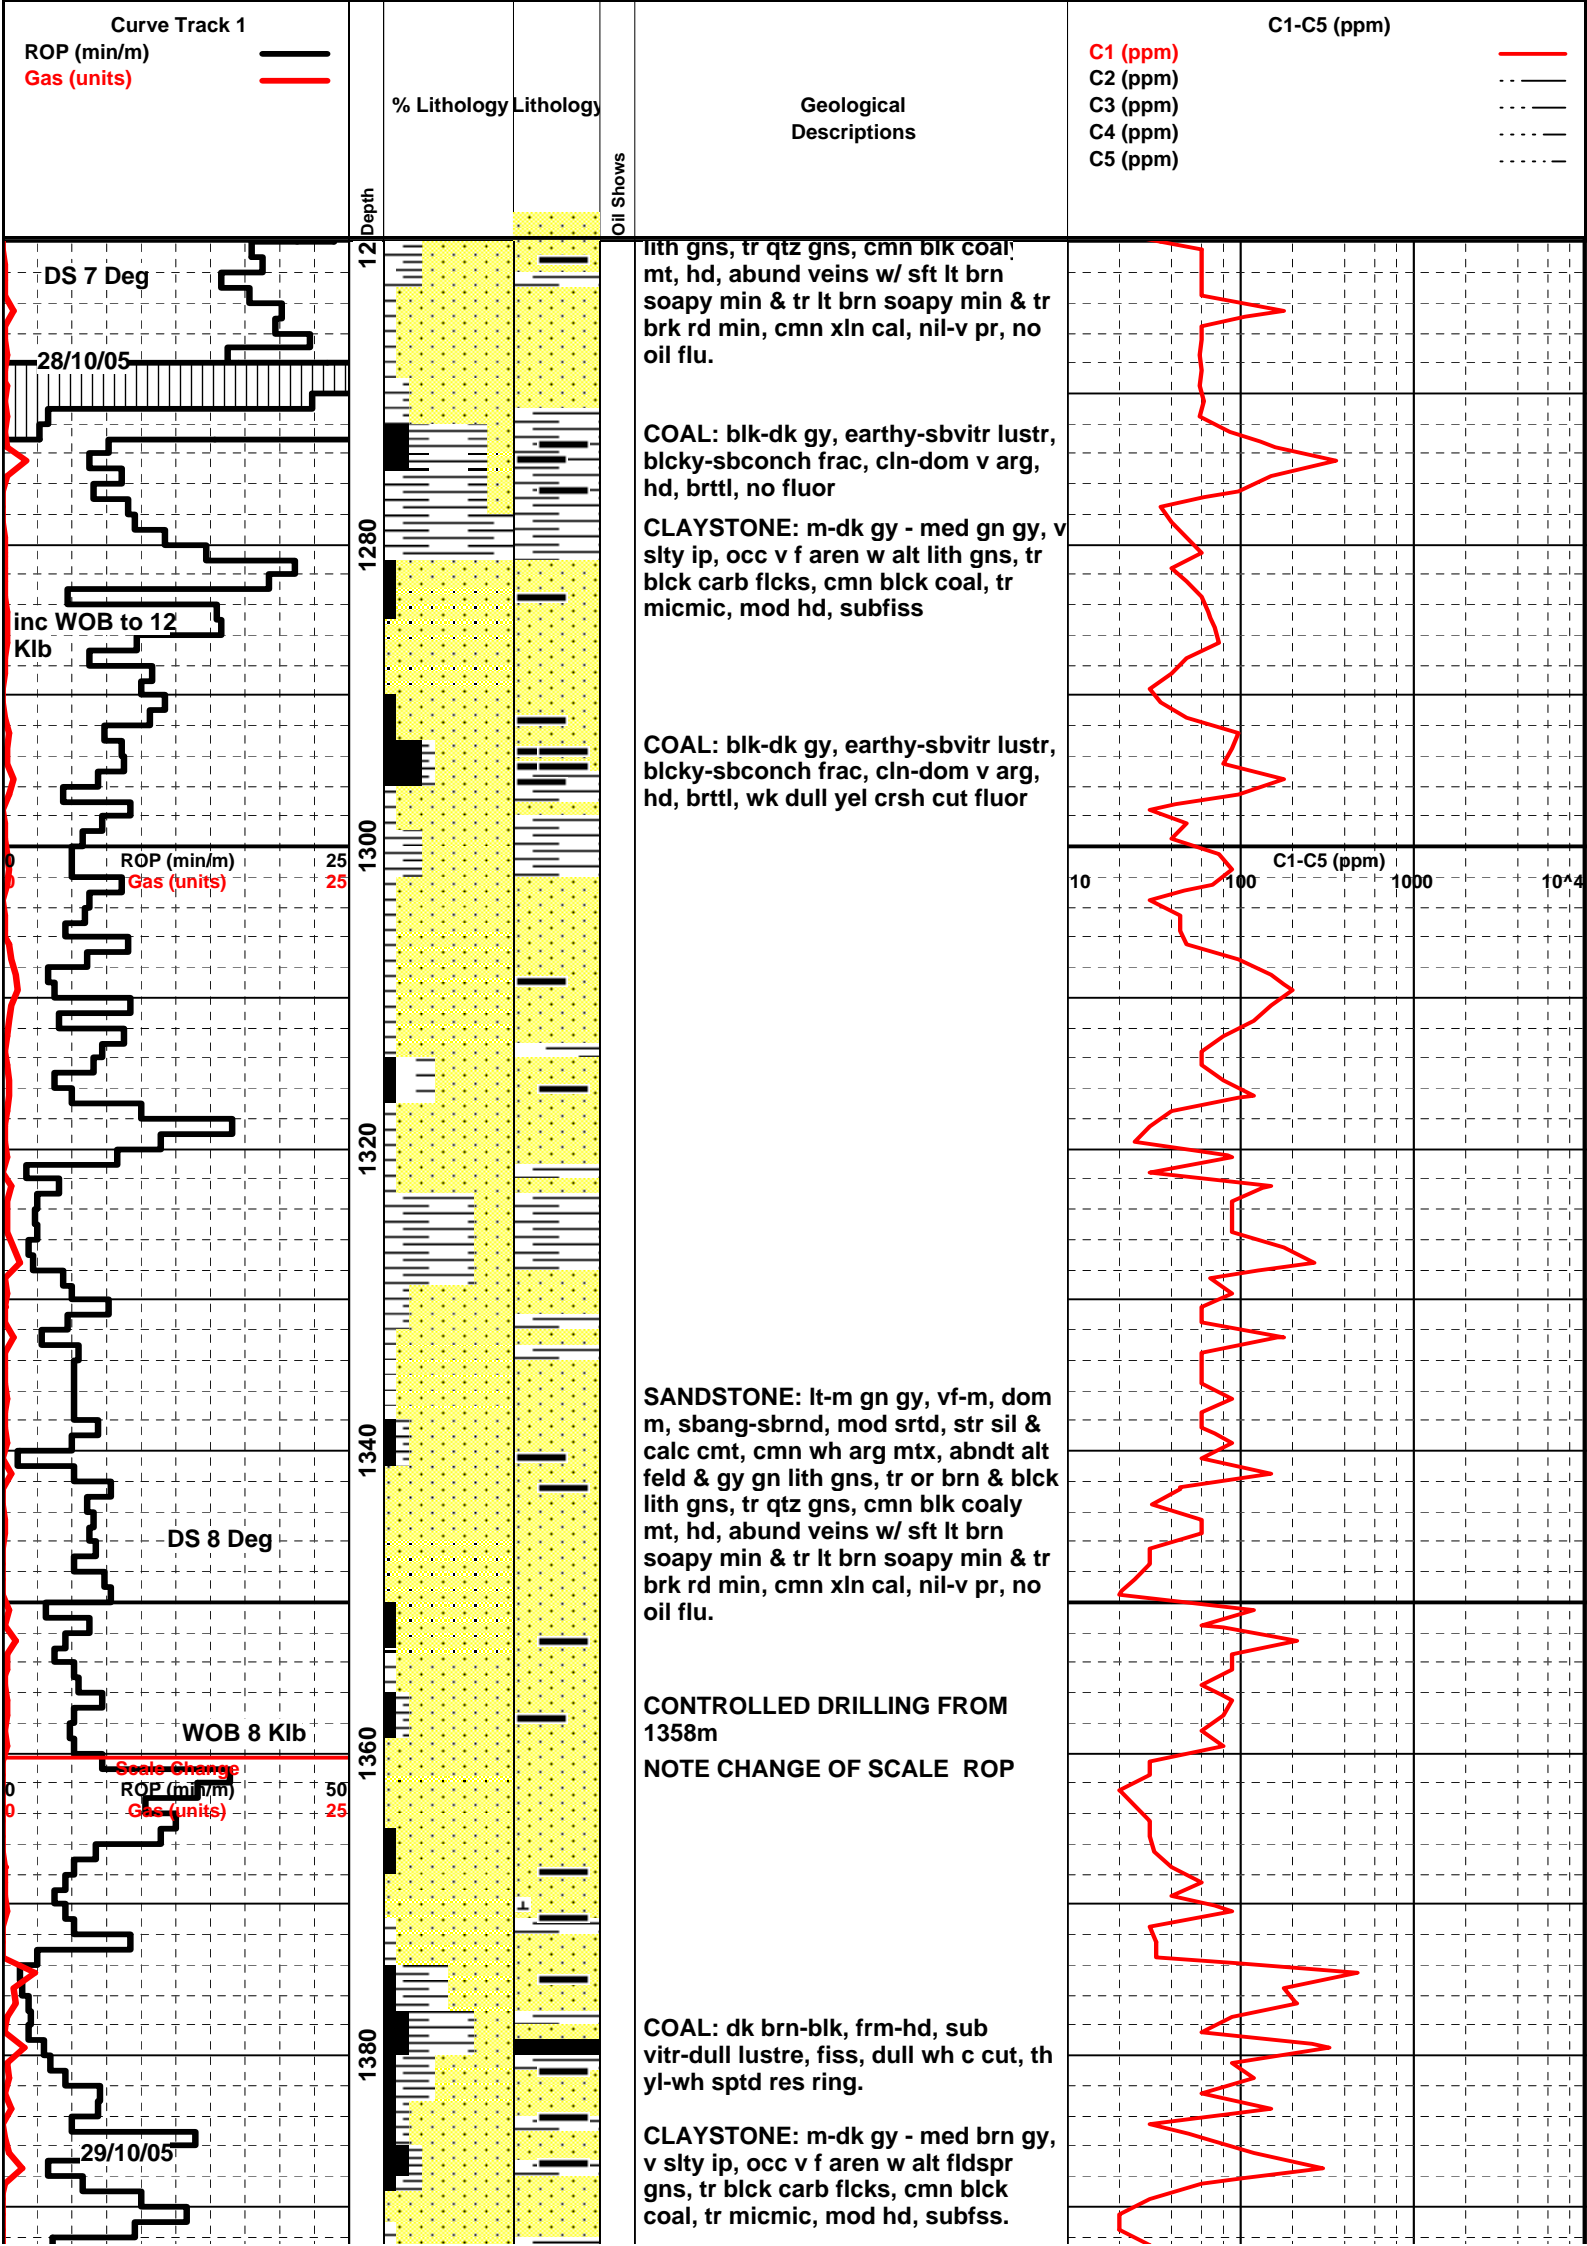 Curve Track 1
ROP (min/m)
Gas (units)
Depth
% Lithology
Lithology
Oil Shows
Geological
Descriptions
C1-C5 (ppm)
C1 (ppm)
C2 (ppm)
C3 (ppm)
C4 (ppm)
C5 (ppm)
DS 7 Deg
28/10/05
inc WOB to 12
Klb
0 ROP (min/m) 25
0 Gas (units) 25
DS 8 Deg
WOB 8 Klb
Scale Change
0 ROP (min/m) 50
0 Gas (units) 25
29/10/05
12
1280
1300
1320
1340
1360
1380
lith gns, tr qtz gns, cmn blk coaly
mt, hd, abund veins w/ sft lt brn
soapy min & tr lt brn soapy min & tr
brk rd min, cmn xln cal, nil-v pr, no
oil flu.
COAL: blk-dk gy, earthy-sbvitr lustr,
blcky-sbconch frac, cln-dom v arg,
hd, brttl, no fluor
CLAYSTONE: m-dk gy - med gn gy, v
slty ip, occ v f aren w alt lith gns, tr
blck carb flcks, cmn blck coal, tr
micmic, mod hd, subfiss
COAL: blk-dk gy, earthy-sbvitr lustr,
blcky-sbconch frac, cln-dom v arg,
hd, brttl, wk dull yel crsh cut fluor
SANDSTONE: lt-m gn gy, vf-m, dom
m, sbang-sbrnd, mod srtd, str sil &
calc cmt, cmn wh arg mtx, abndt alt
feld & gy gn lith gns, tr or brn & blck
lith gns, tr qtz gns, cmn blk coaly
mt, hd, abund veins w/ sft lt brn
soapy min & tr lt brn soapy min & tr
brk rd min, cmn xln cal, nil-v pr, no
oil flu.
CONTROLLED DRILLING FROM
1358m
NOTE CHANGE OF SCALE  ROP
COAL: dk brn-blk, frm-hd, sub
vitr-dull lustre, fiss, dull wh c cut, th
yl-wh sptd res ring.
CLAYSTONE: m-dk gy - med brn gy,
v slty ip, occ v f aren w alt fldspr
gns, tr blck carb flcks, cmn blck
coal, tr micmic, mod hd, subfss.
C1-C5 (ppm)
10 100 1000 10^4